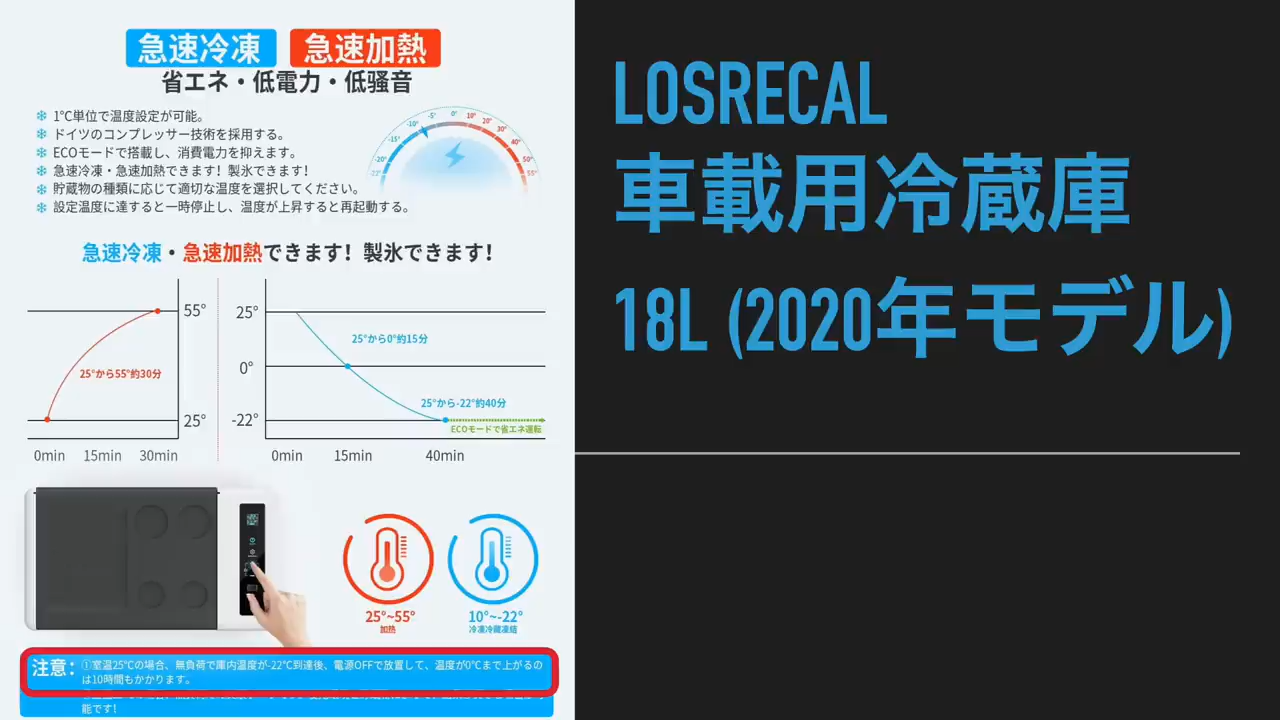 急速冷凍 急速加熱
省エネ・低電力・低騒音
1℃単位で温度設定が可能。
ドイツのコンプレッサー技術を採用する。
ECOモードで搭載し、消費電力を抑えます。
急速冷凍・急速加熱できます！製氷できます！
貯蔵物の種類に応じて適切な温度を選択してください。
設定温度に達すると一時停止し、温度が上昇すると再起動する。
-22° -20° -15° -10° -5° 0° 10° 20° 30° 40° 50° 55°
急速冷凍・急速加熱できます！製氷できます！
55°
25°から55°約30分
25°
0min 15min 30min
25°
25°から0°約15分
0°
25°から-22°約40分
-22°
ECOモードで省エネ運転
0min 15min 40min
25°~55°
加熱
10°~-22°
冷凍冷蔵凍結
注意：①室温25℃の場合、無負荷で庫内温度が-22℃到達後、電源OFFで放置して、温度が0℃まで上がるの
は10時間もかかります。
能です！
LOSRECAL
車載用冷蔵庫
18L (2020年モデル)